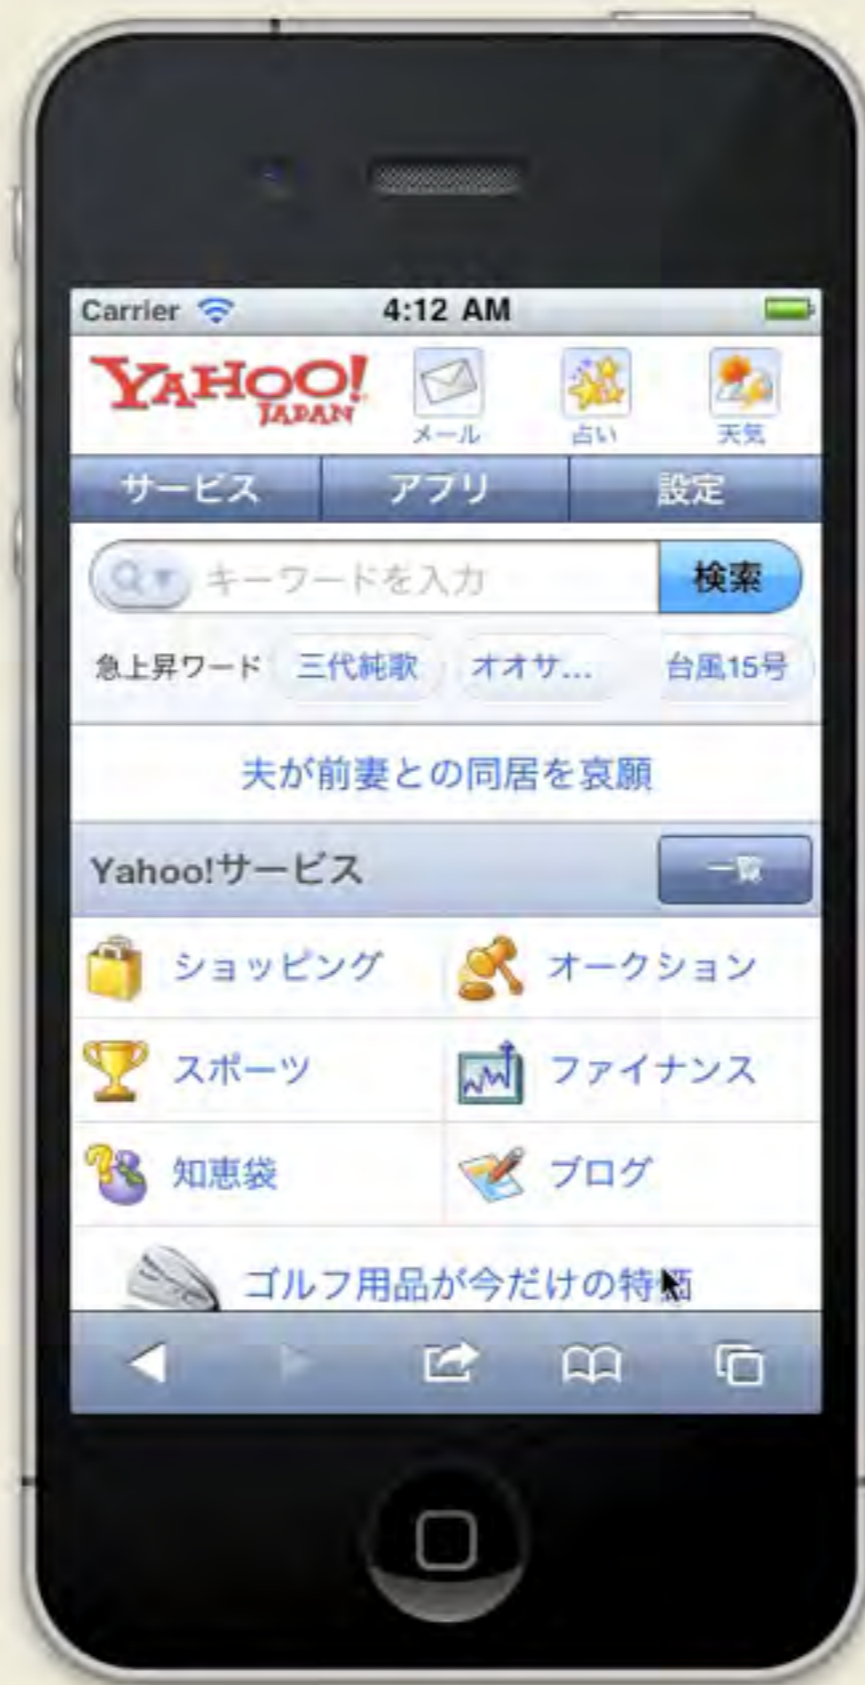 Carrier 4:12 AM
YAHOO!
JAPAN
メール 占い 天気
サービス アプリ 設定
キーワードを入力 検索
急上昇ワード 三代純歌 オオサ... 台風15号
夫が前妻との同居を哀願
Yahoo!サービス 一覧
ショッピング オークション
スポーツ ファイナンス
知恵袋 ブログ
ゴルフ用品が今だけの特価